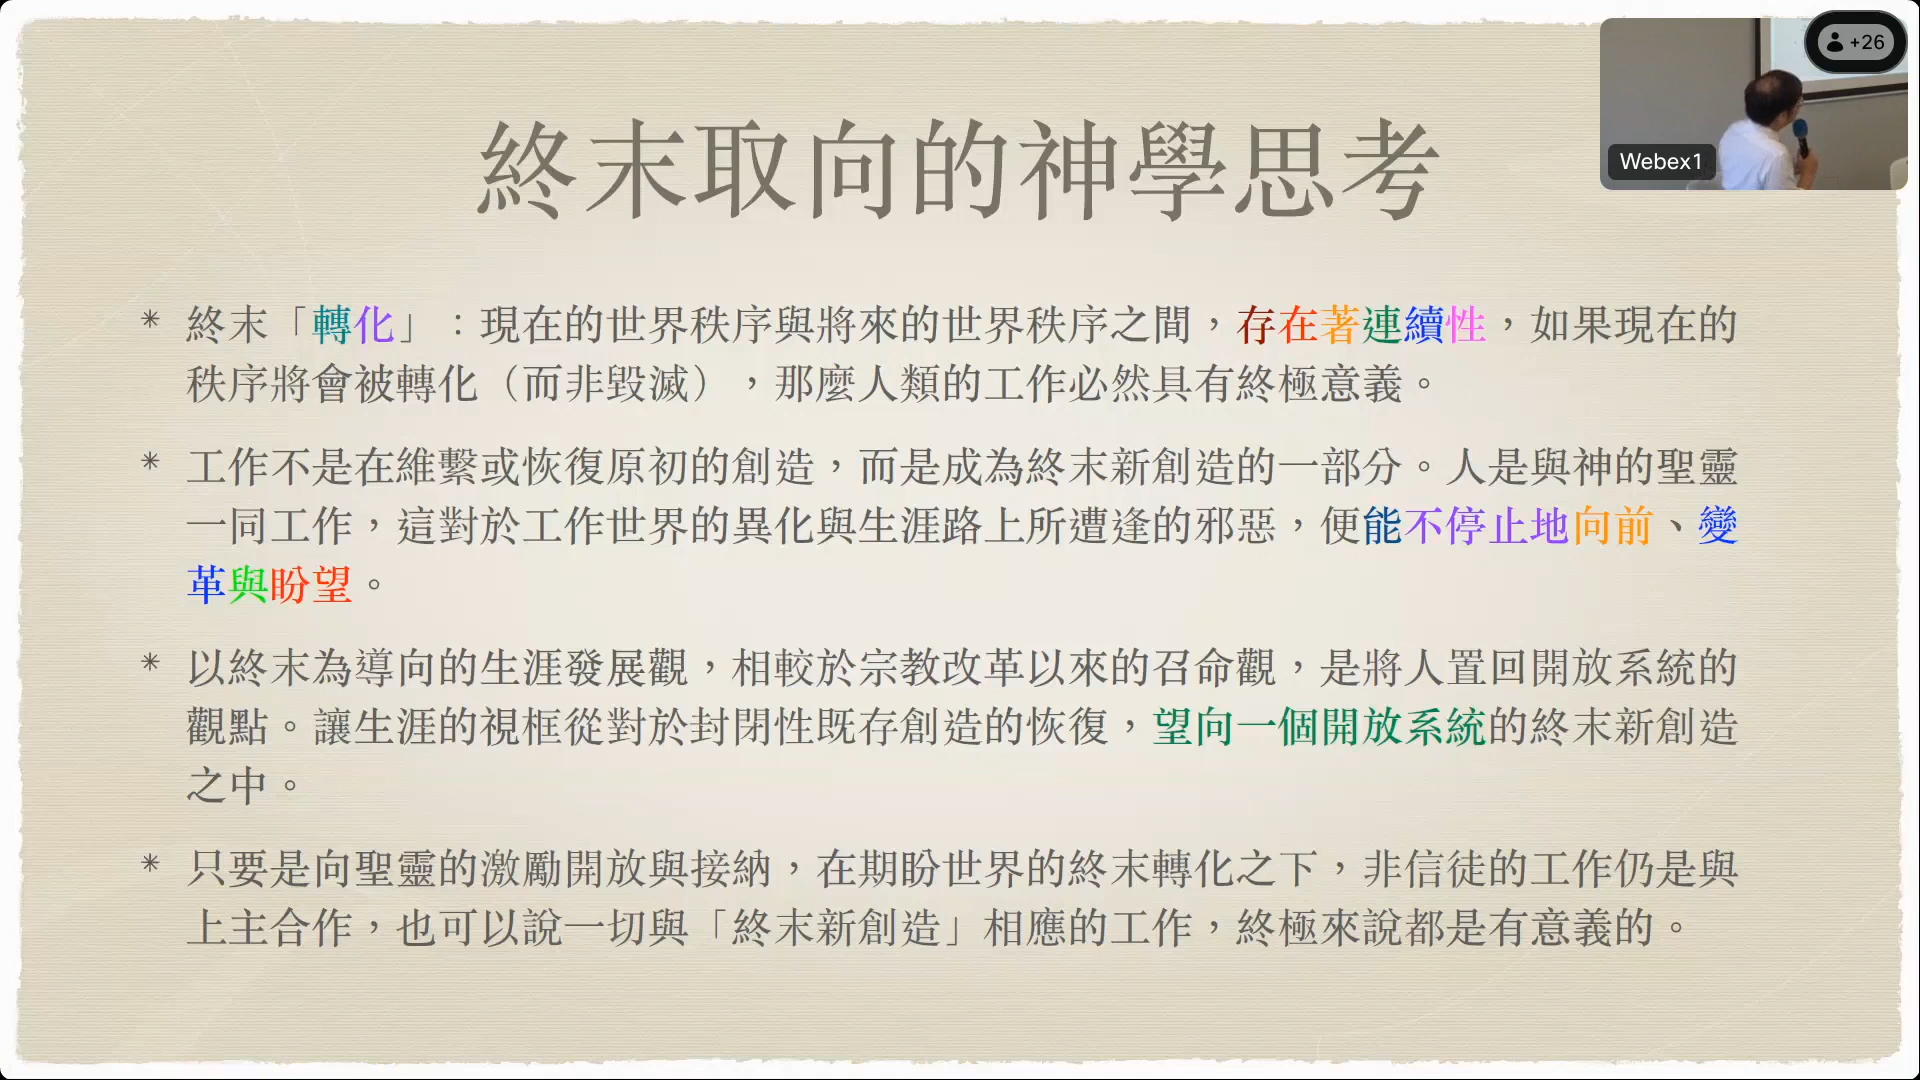 +26
Webex1
終末取向的神學思考
* 終末「轉化」：現在的世界秩序與將來的世界秩序之間，存在著連續性，如果現在的
秩序將會被轉化（而非毀滅），那麼人類的工作必然具有終極意義。
* 工作不是在維繫或恢復原初的創造，而是成為終末新創造的一部分。人是與神的聖靈
一同工作，這對於工作世界的異化與生涯路上所遭逢的邪惡，便能不停止地向前、變
革與盼望。
* 以終末為導向的生涯發展觀，相較於宗教改革以來的召命觀，是將人置回開放系統的
觀點。讓生涯的視框從對於封閉性既存創造的恢復，望向一個開放系統的終末新創造
之中。
* 只要是向聖靈的激勵開放與接納，在期盼世界的終末轉化之下，非信徒的工作仍是與
上主合作，也可以說一切與「終末新創造」相應的工作，終極來說都是有意義的。